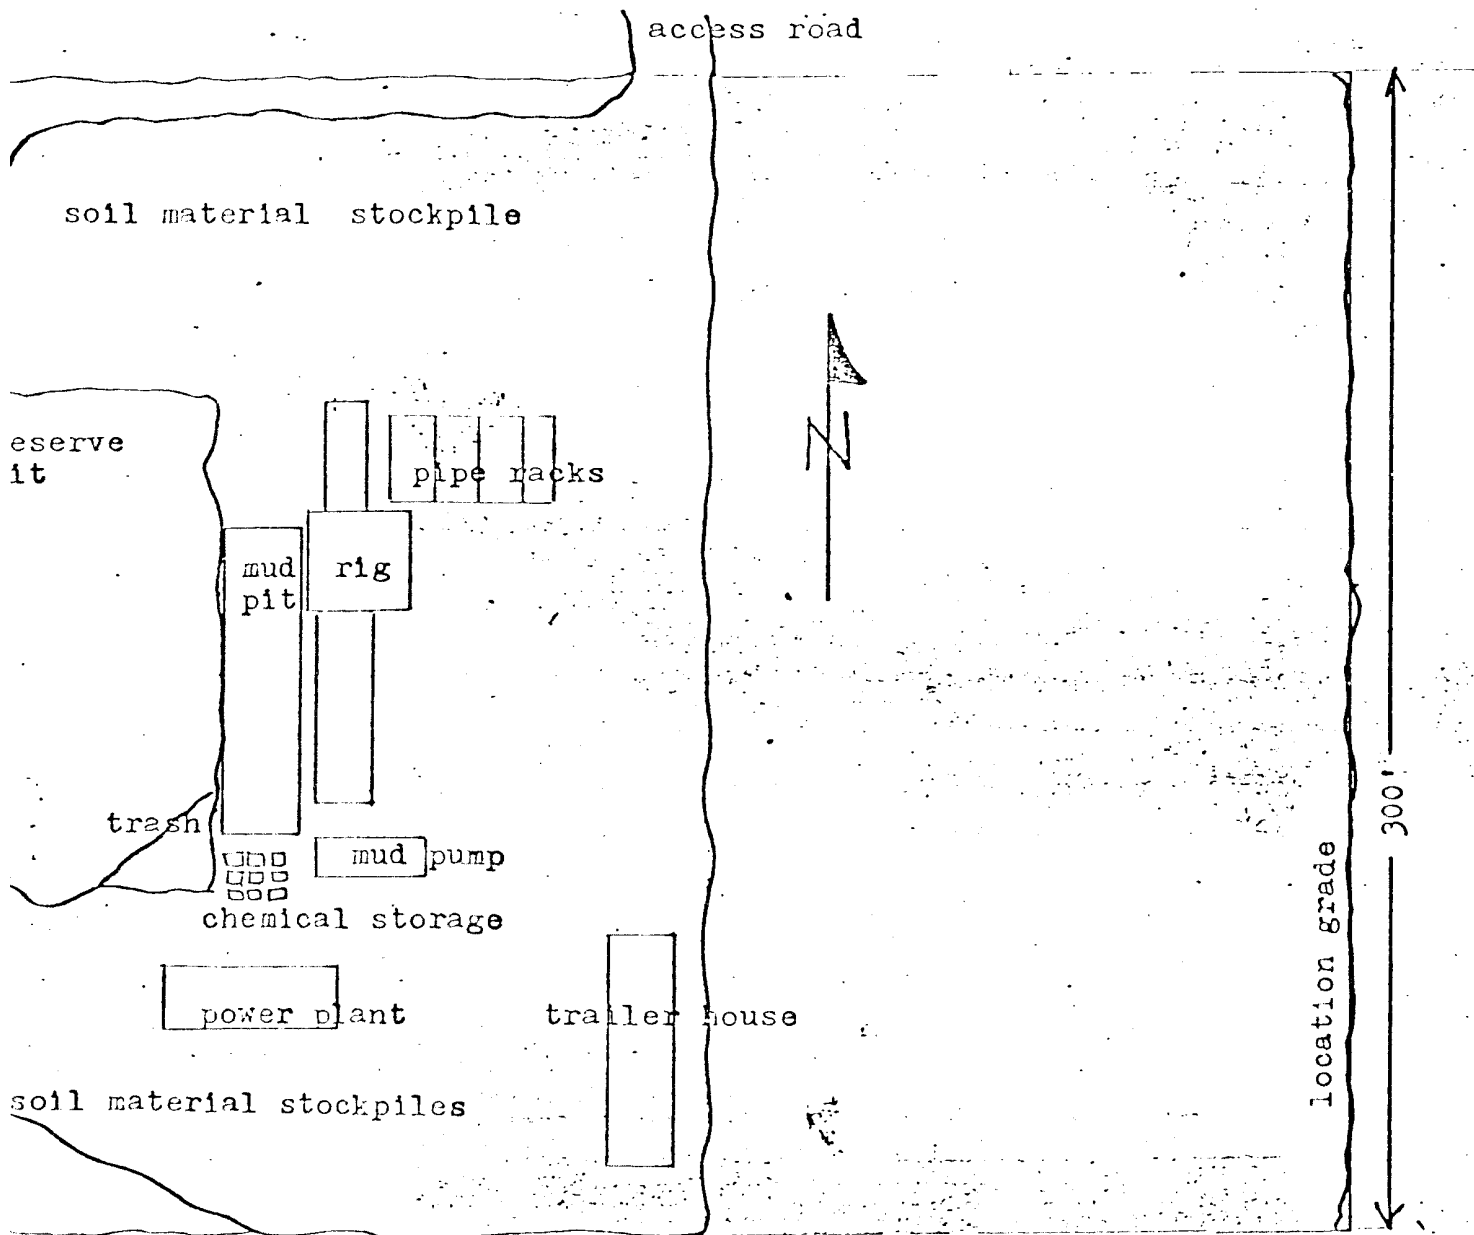 access road
soil material stockpile
eserve
it
pipe racks
N
mud
pit
rig
trash
mud pump
chemical storage
power plant
trailer house
soil material stockpiles
location grade
300'